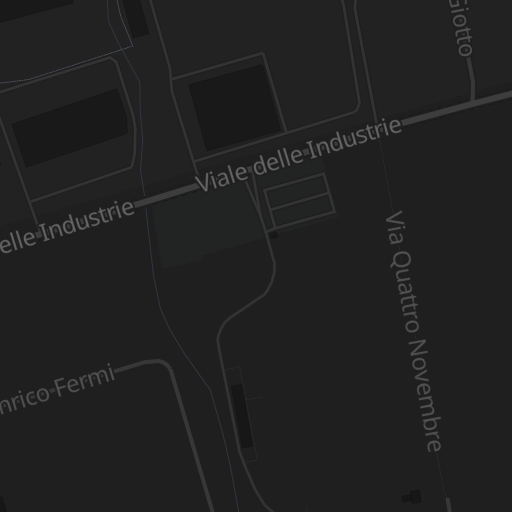 Giotto
Viale delle Industrie
elle Industrie
Via Quattro Novembre
nrico Fermi